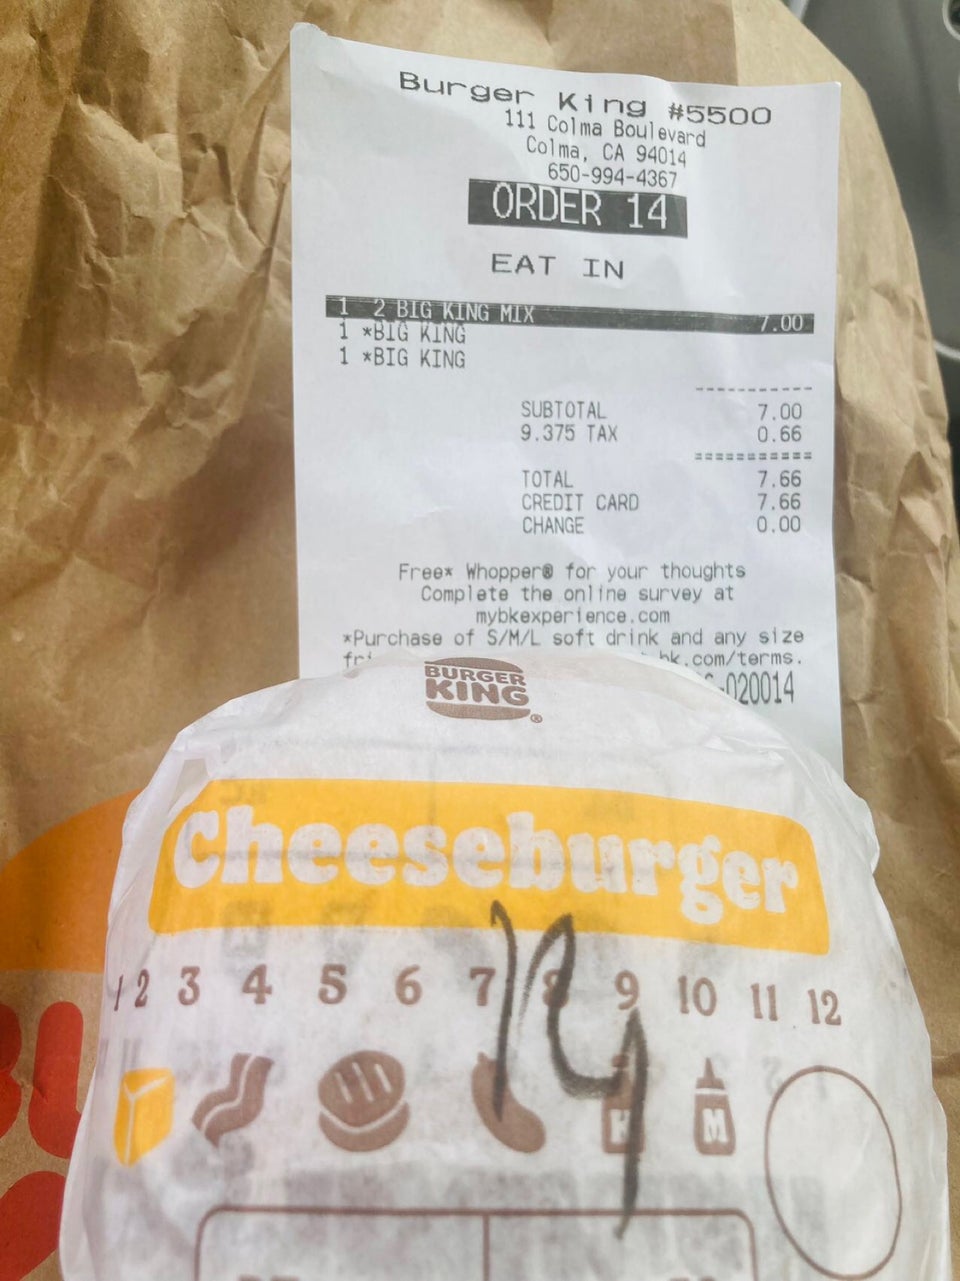 Burger King #5500
111 Colma Boulevard
Colma, CA 94014
650-994-4367
ORDER 14
EAT IN
1 2 BIG KING MIX 7.00
1 *BIG KING
1 *BIG KING
SUBTOTAL 7.00
9.375 TAX 0.66
TOTAL 7.66
CREDIT CARD 7.66
CHANGE 0.00
Free* Whopper® for your thoughts
Complete the online survey at
mybkexperience.com
*Purchase of S/M/L soft drink and any size
bk.com/terms.
-020014
BURGER
KING®
Cheeseburger
14
1 2 3 4 5 6 7 8 9 10 11 12
K M